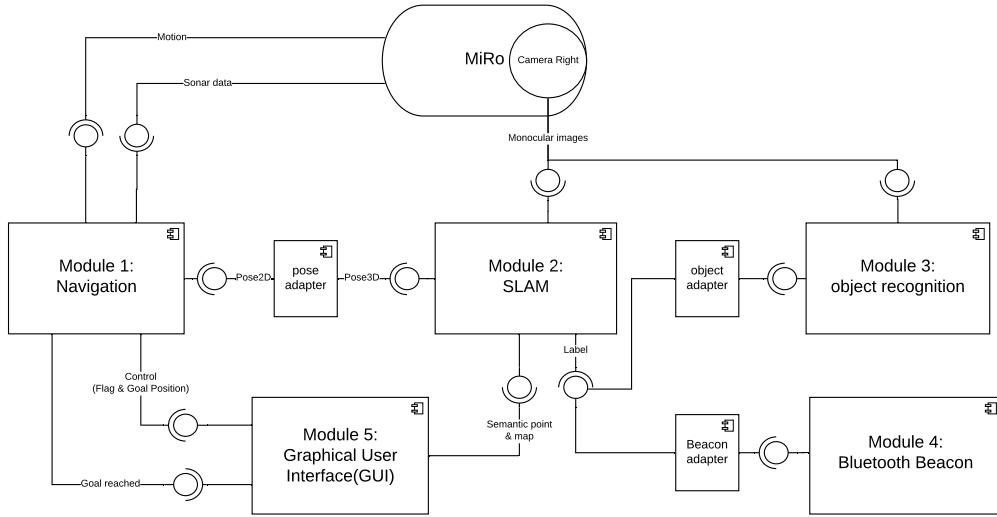 Motion
MiRo
Camera Right
Sonar data
Monocular images
Module 1:
Navigation
Pose2D
pose
adapter
Pose3D
Module 2:
SLAM
object
adapter
Module 3:
object recognition
Label
Control
(Flag & Goal Position)
Semantic point
& map
Module 5:
Graphical User
Interface(GUI)
Beacon
adapter
Module 4:
Bluetooth Beacon
Goal reached